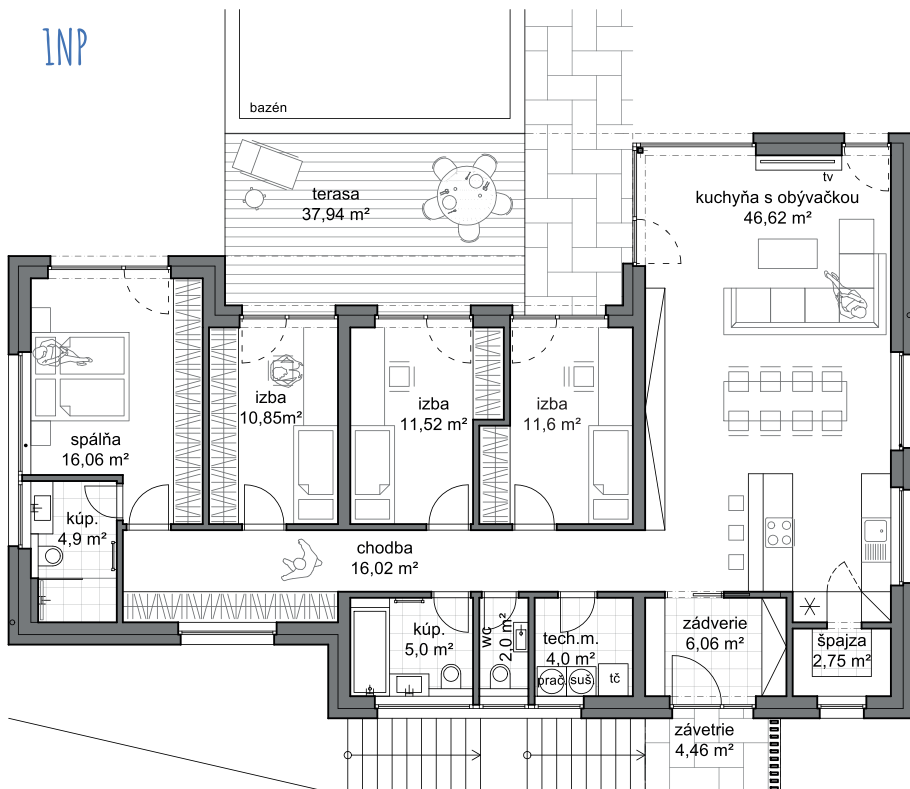 1NP
bazén
terasa
37,94 m²
tv
kuchyňa s obývačkou
46,62 m²
izba
10,85m²
izba
11,52 m²
izba
11,6 m²
spálňa
16,06 m²
kúp.
4,9 m²
chodba
16,02 m²
kúp.
5,0 m²
wc
2,0 m²
tech.m.
4,0 m²
prač.
suš.
tč
zádverie
6,06 m²
špajza
2,75 m²
závetrie
4,46 m²